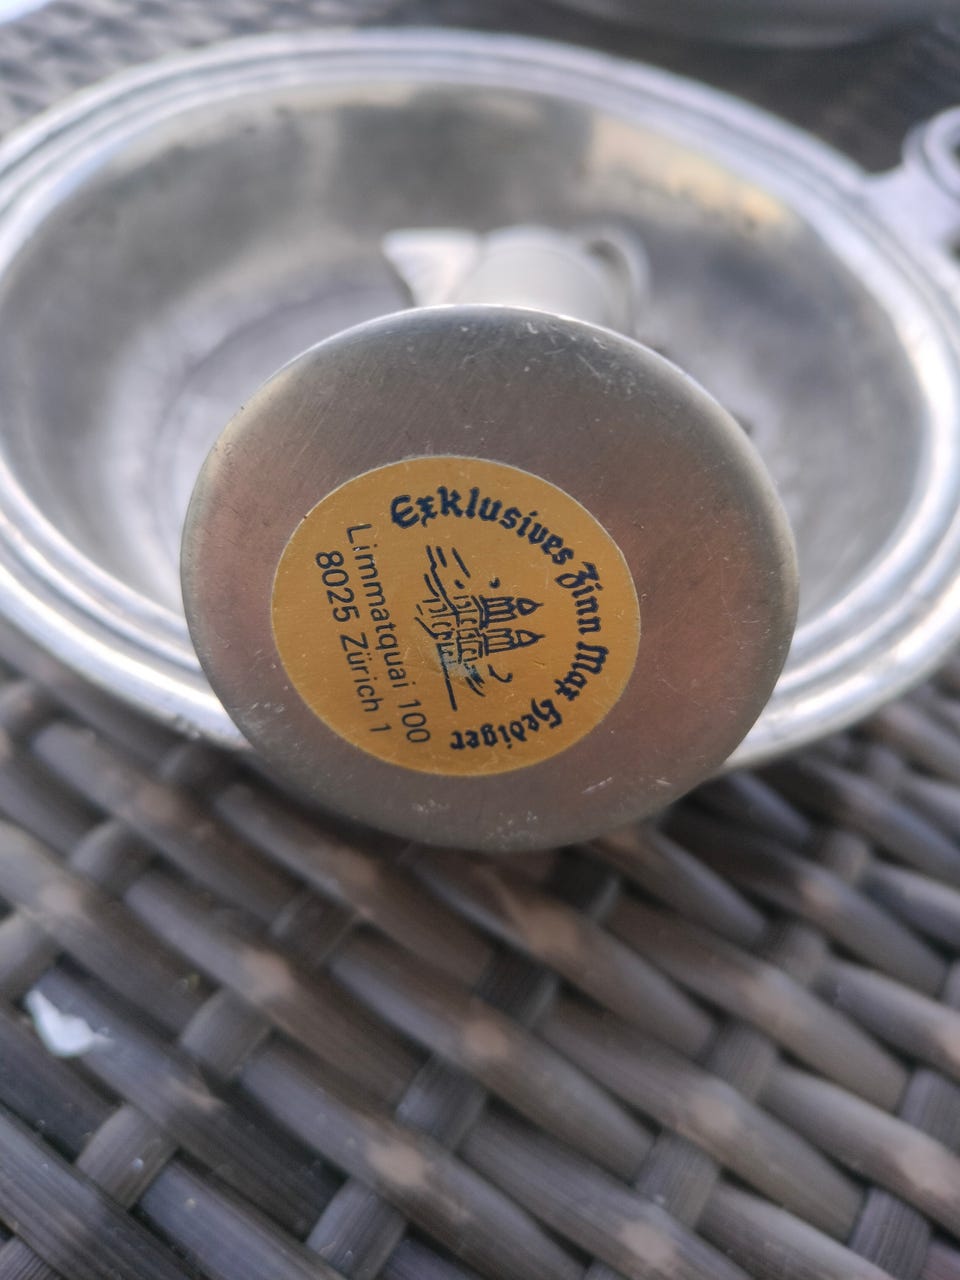 Exklusives Zinn Max Hediger
Limmatquai 100
8025 Zürich 1